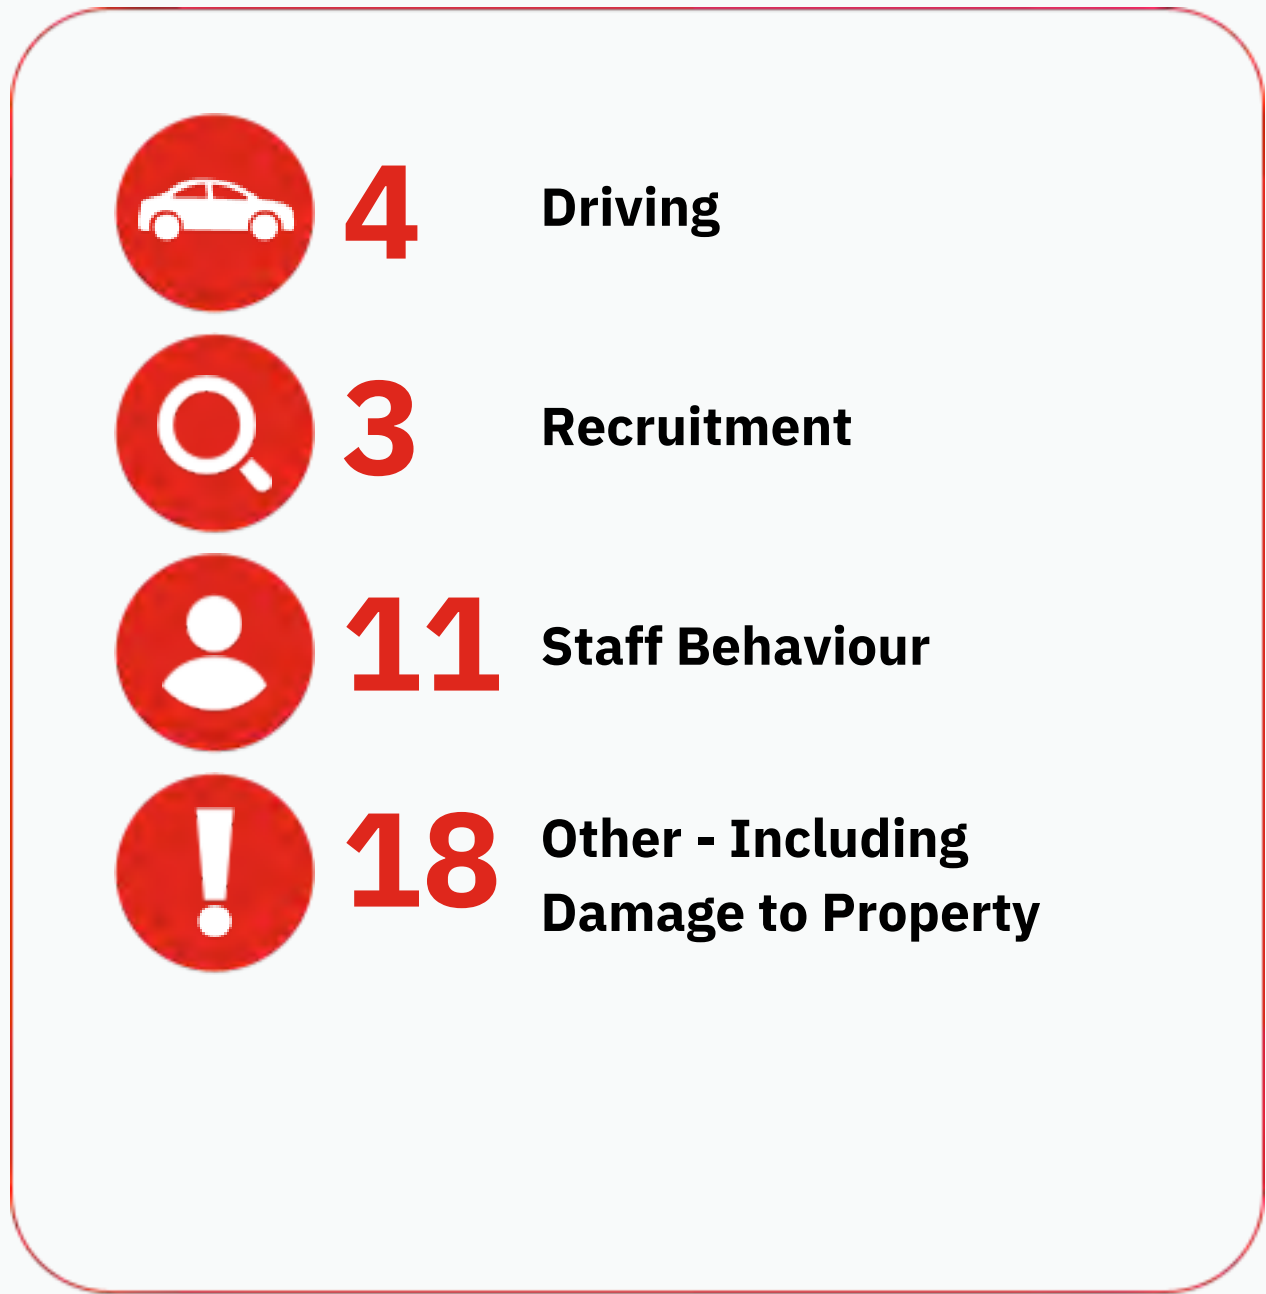 4 Driving
3 Recruitment
11 Staff Behaviour
18 Other - Including
Damage to Property